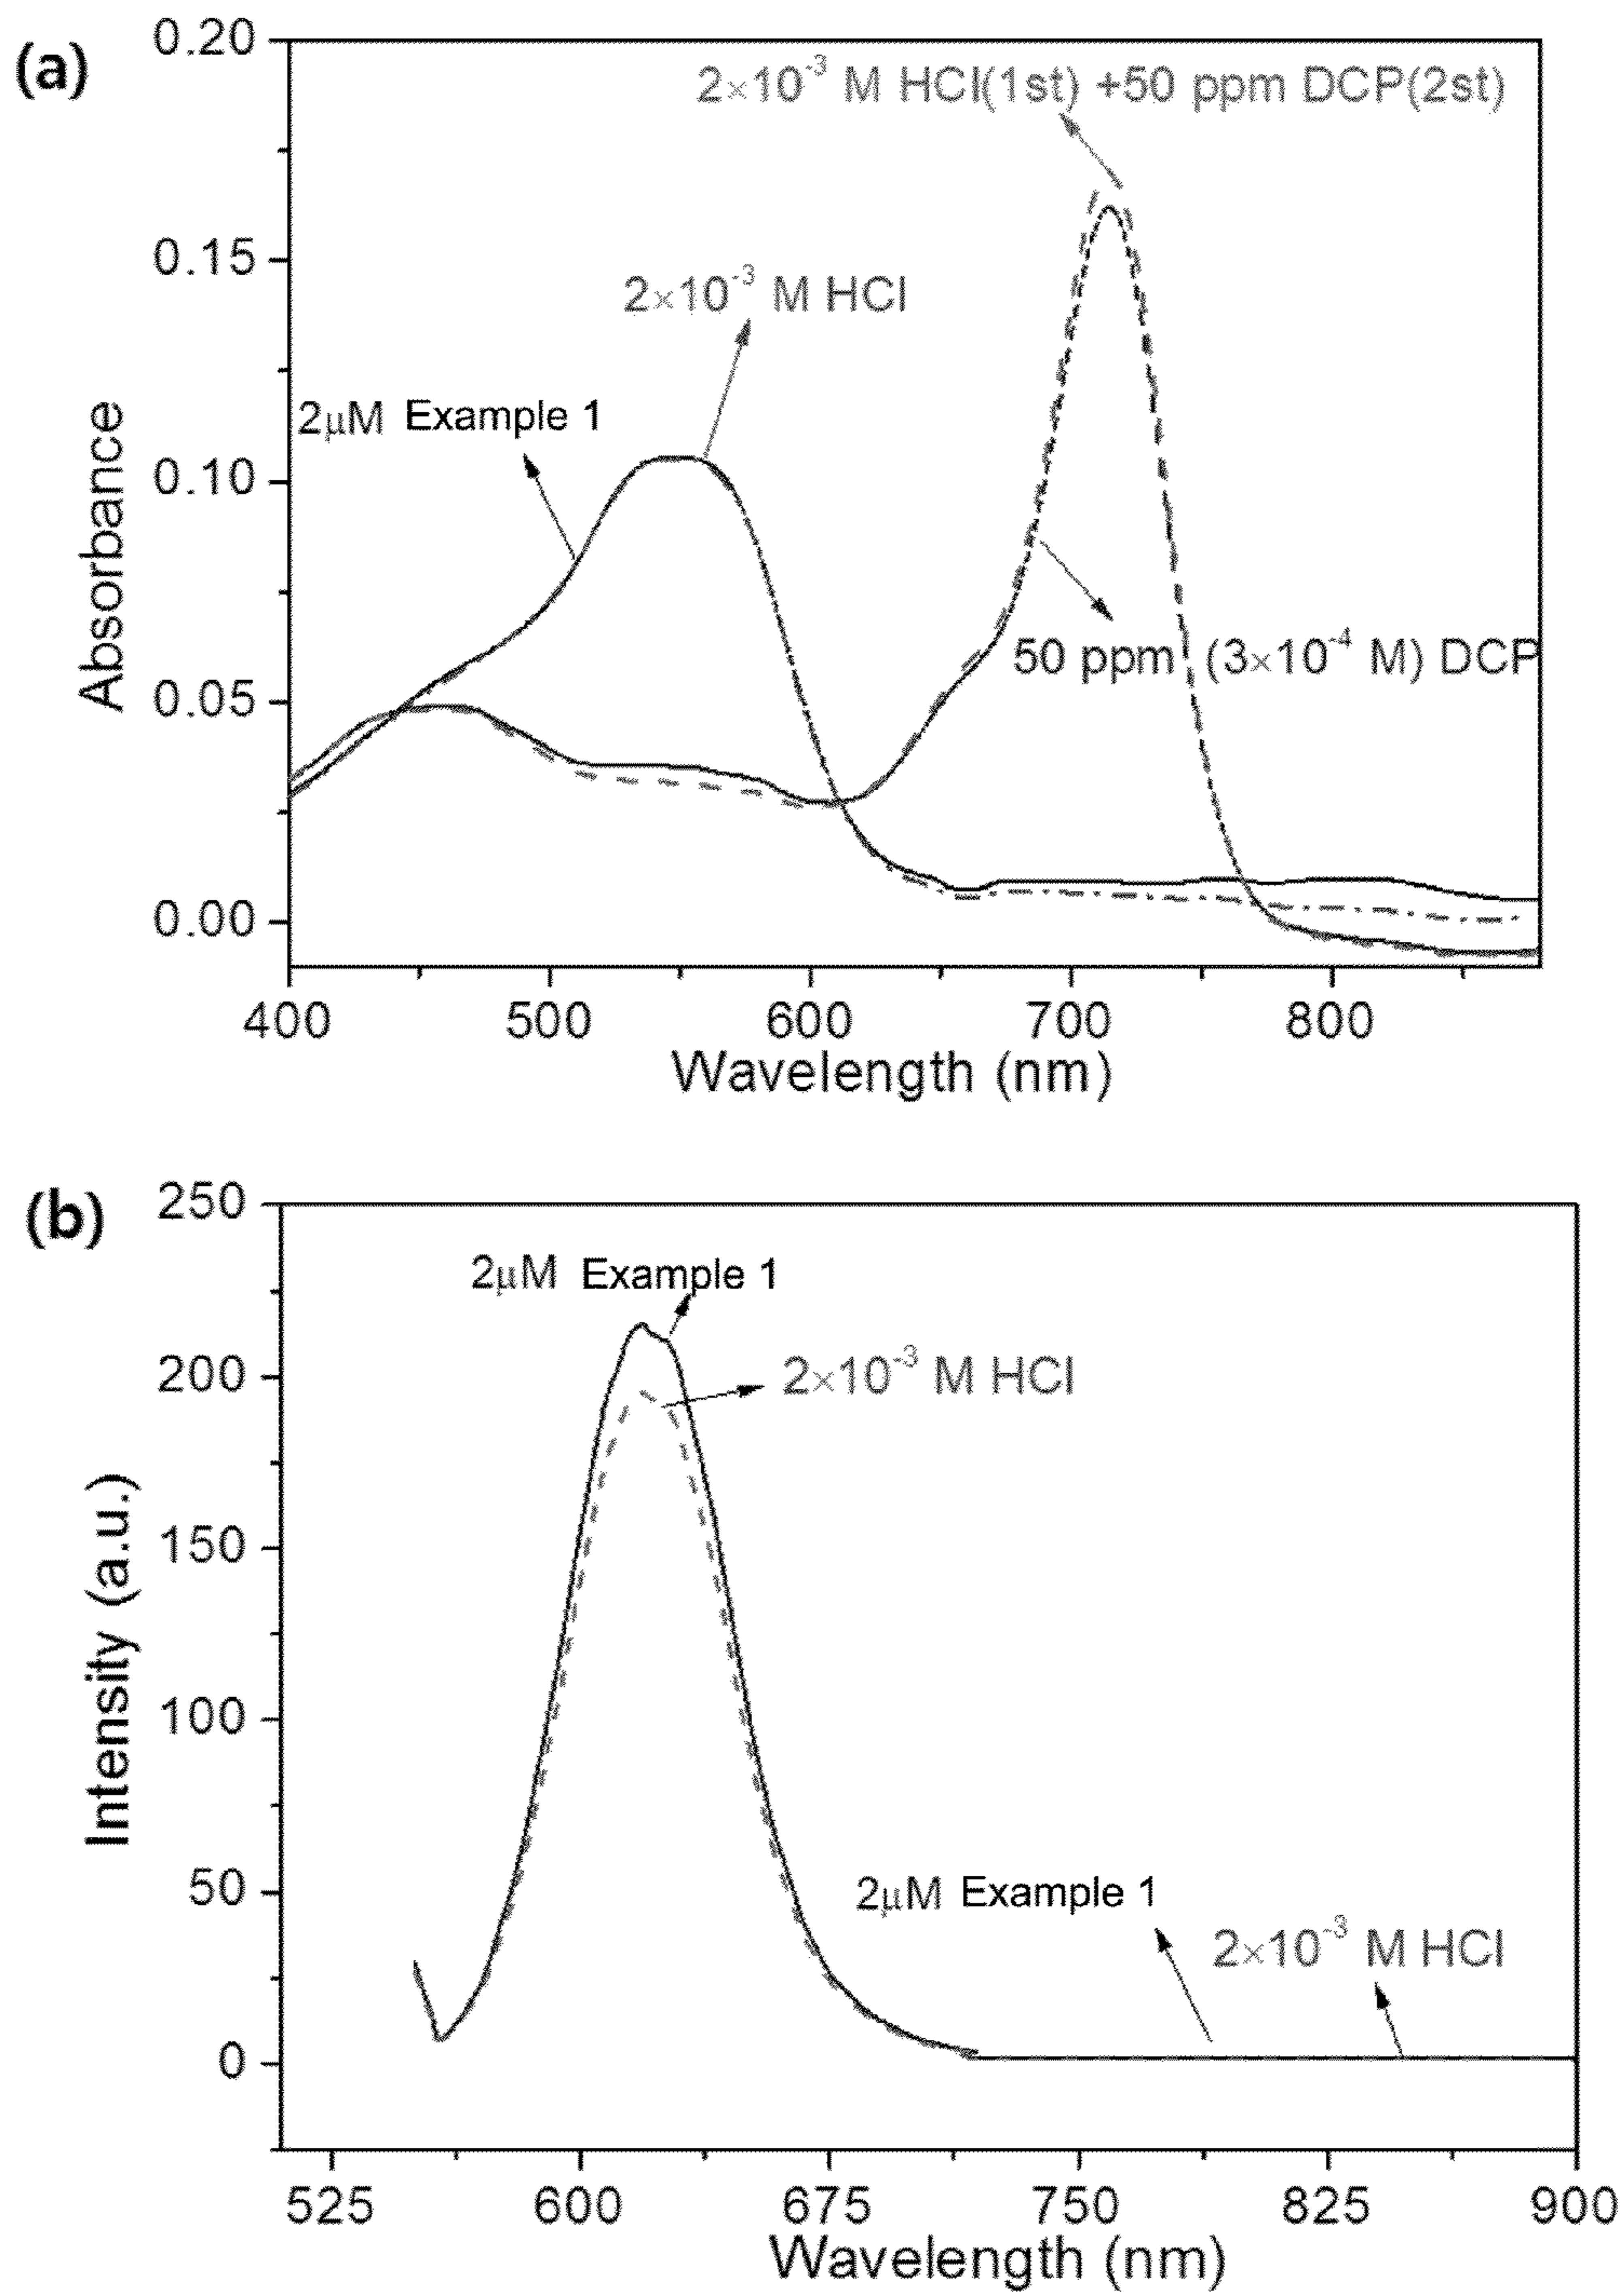 (a)
0.20
2×10⁻³ M HCl(1st) +50 ppm DCP(2st)
0.15
2×10⁻³ M HCl
2μM Example 1
0.10
Absorbance
50 ppm (3×10⁻⁴ M) DCP
0.05
0.00
400 500 600 700 800
Wavelength (nm)
(b)
250
2μM Example 1
200
2×10⁻³ M HCl
150
Intensity (a.u.)
100
50
2μM Example 1
2×10⁻³ M HCl
0
525 600 675 750 825 900
Wavelength (nm)